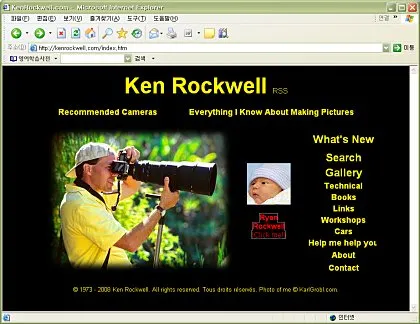 KenRockwell.com - Microsoft Internet Explorer
파일(F) 편집(E) 보기(V) 즐겨찾기(A) 도구(T) 도움말(H)
연결
뒤로
주소(D) http://kenrockwell.com/index.htm 이동
영어학습사전 검색
Ken Rockwell RSS
Recommended Cameras Everything I Know About Making Pictures
What's New
Search
Gallery
Technical
Books
Links
Workshops
Cars
Help me help you
About
Contact
Ryan
Rockwell
Click me!
© 1973 - 2008 Ken Rockwell. All rights reserved. Tous droits réservés. Photo of me © KarlGrobl.com.
인터넷